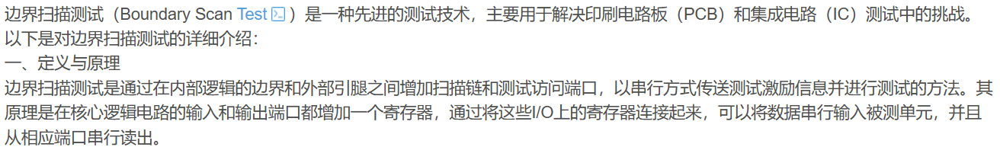 边界扫描测试（Boundary Scan Test）是一种先进的测试技术，主要用于解决印刷电路板（PCB）和集成电路（IC）测试中的挑战。
以下是对边界扫描测试的详细介绍：
一、定义与原理
边界扫描测试是通过在内部逻辑的边界和外部引腿之间增加扫描链和测试访问端口，以串行方式传送测试激励信息并进行测试的方法。其
原理是在核心逻辑电路的输入和输出端口都增加一个寄存器，通过将这些I/O上的寄存器连接起来，可以将数据串行输入被测单元，并且
从相应端口串行读出。